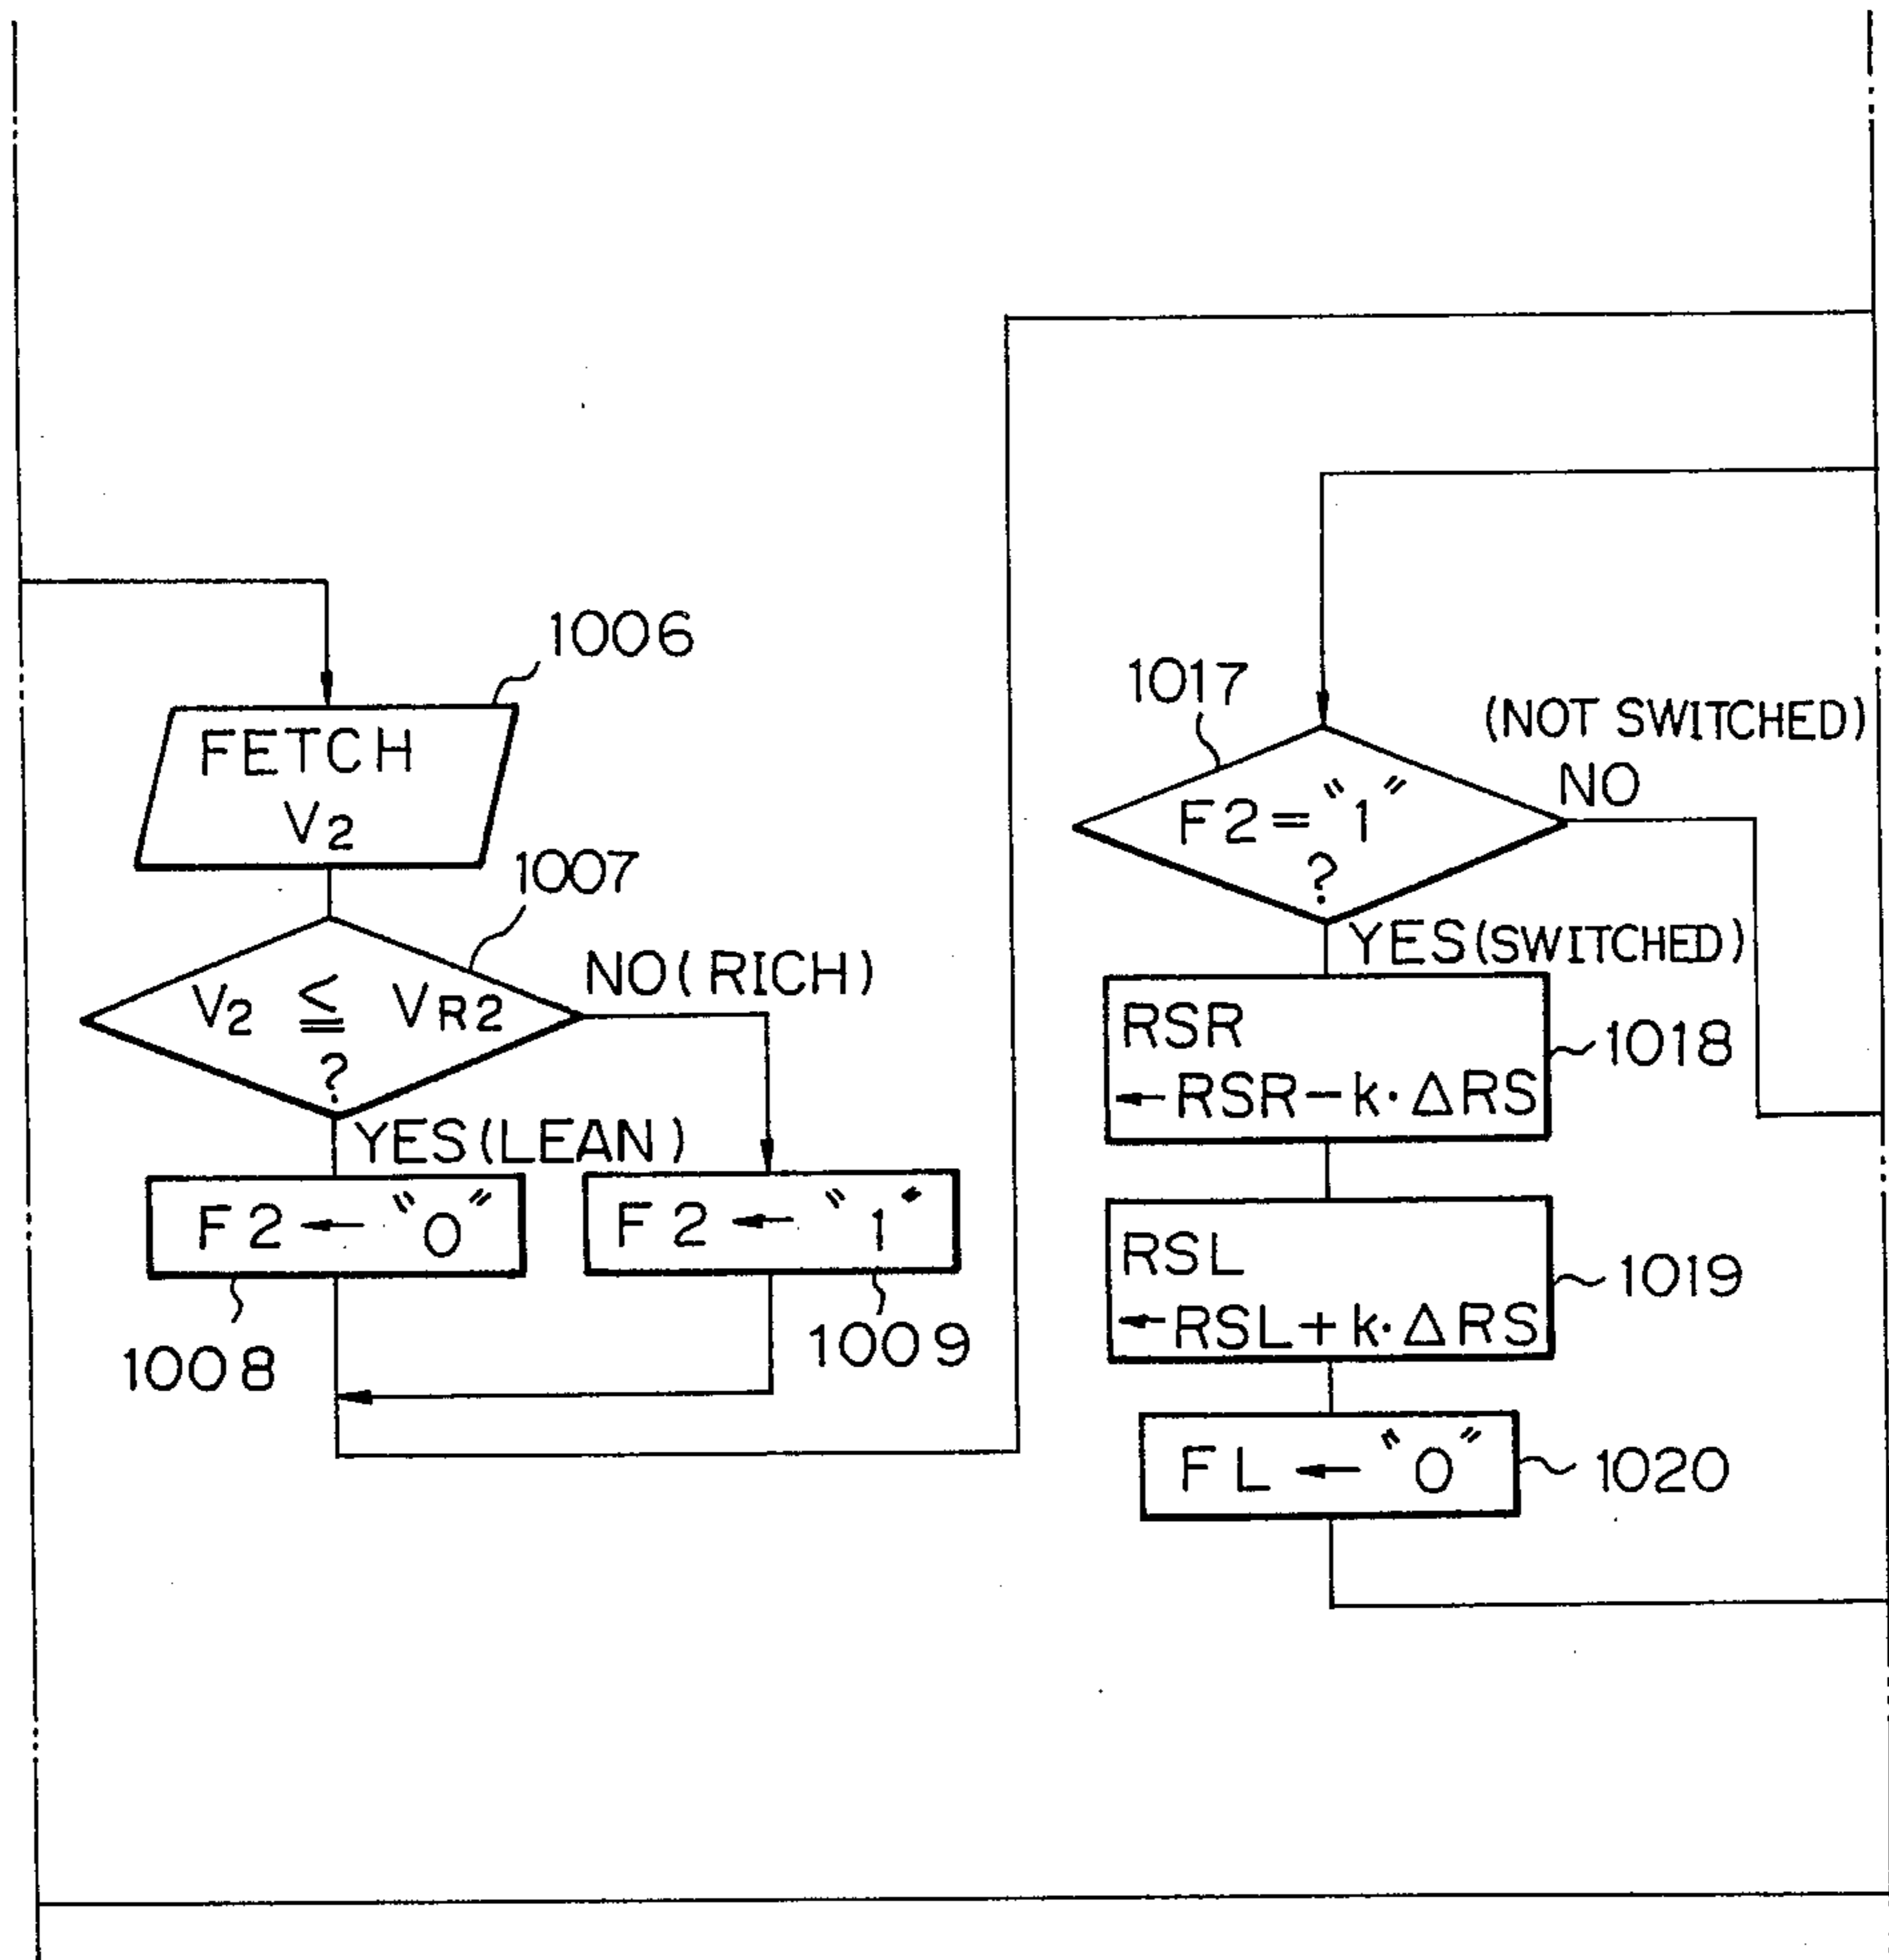 1006
FETCH
V2
1007
V2 ≦ VR2
?
NO(RICH)
YES(LEAN)
F2 ← "0"
F2 ← "1"
1008
1009
1017
(NOT SWITCHED)
NO
F2="1"
?
YES(SWITCHED)
RSR
←RSR-k·ΔRS
1018
RSL
←RSL+k·ΔRS
1019
FL ← "0"
1020